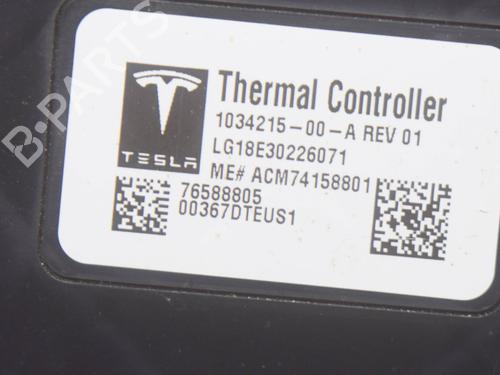 B-PARTS
TESLA
Thermal Controller
1034215-00-A REV 01
LG18E30226071
ME# ACM74158801
76588805
00367DTEUS1